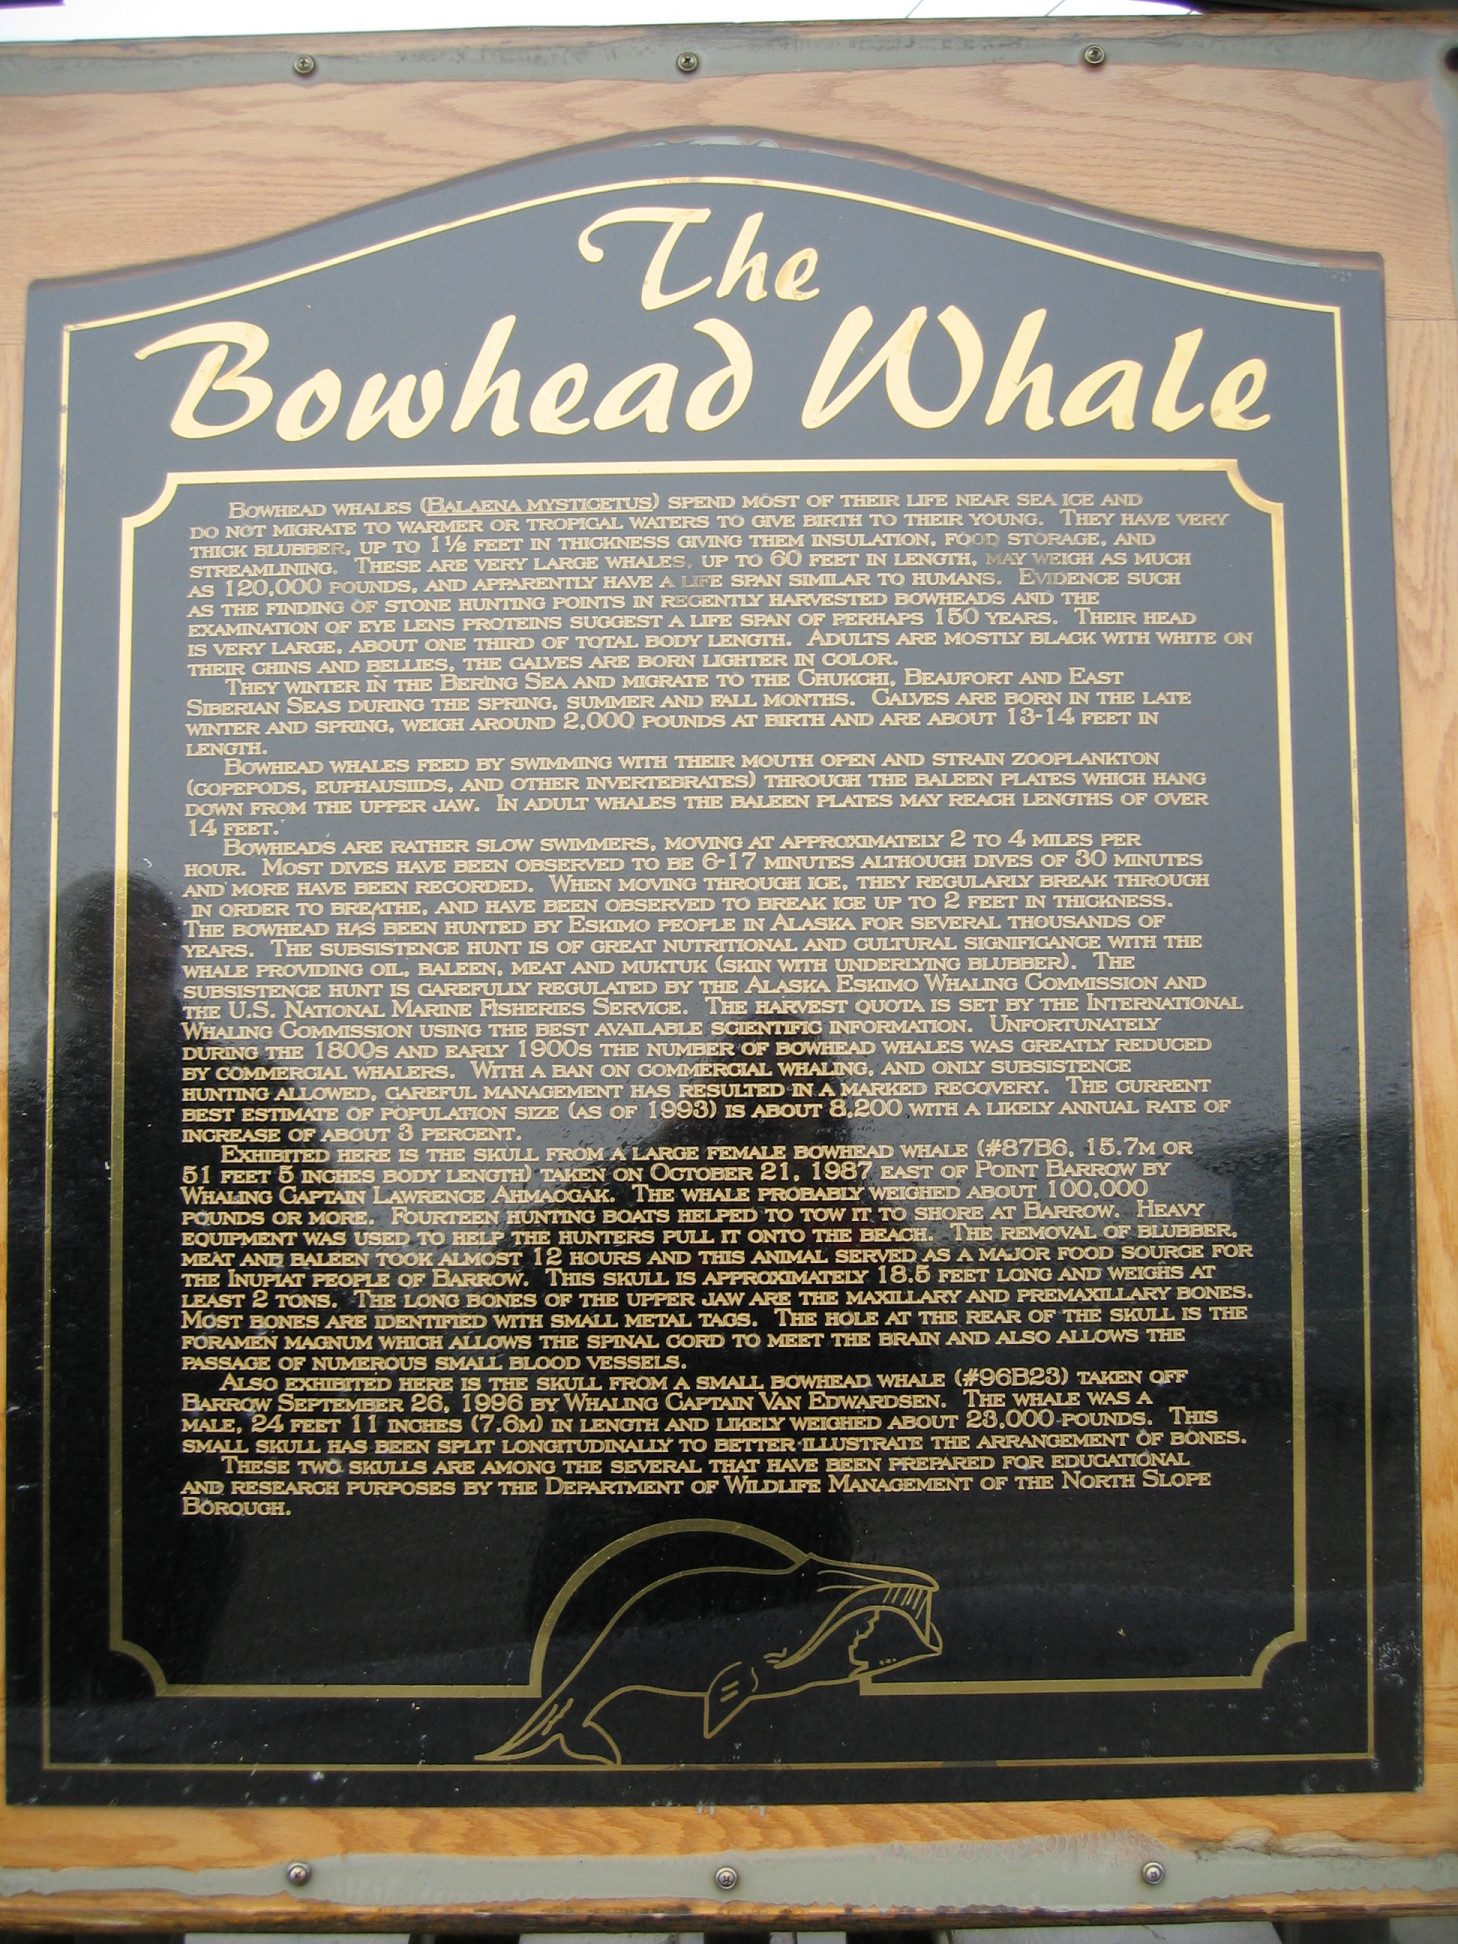 The
Bowhead Whale
Bowhead whales (Balaena mysticetus) spend most of their life near sea ice and
do not migrate to warmer or tropical waters to give birth to their young. They have very
thick blubber, up to 1½ feet in thickness giving them insulation, food storage, and
streamlining. These are very large whales, up to 60 feet in length, may weigh as much
as 120,000 pounds, and apparently have a life span similar to humans. Evidence such
as the finding of stone hunting points in recently harvested bowheads and the
examination of eye lens proteins suggest a life span of perhaps 150 years. Their head
is very large, about one third of total body length. Adults are mostly black with white on
their chins and bellies, the calves are born lighter in color.
They winter in the Bering Sea and migrate to the Chukchi, Beaufort and East
Siberian Seas during the spring, summer and fall months. Calves are born in the late
winter and spring, weigh around 2,000 pounds at birth and are about 13-14 feet in
length.
Bowhead whales feed by swimming with their mouth open and strain zooplankton
(copepods, euphausiids, and other invertebrates) through the baleen plates which hang
down from the upper jaw. In adult whales the baleen plates may reach lengths of over
14 feet.
Bowheads are rather slow swimmers, moving at approximately 2 to 4 miles per
hour. Most dives have been observed to be 6-17 minutes although dives of 30 minutes
and more have been recorded. When moving through ice, they regularly break through
in order to breathe, and have been observed to break ice up to 2 feet in thickness.
The bowhead has been hunted by Eskimo people in Alaska for several thousands of
years. The subsistence hunt is of great nutritional and cultural significance with the
whale providing oil, baleen, meat and muktuk (skin with underlying blubber). The
subsistence hunt is carefully regulated by the Alaska Eskimo Whaling Commission and
the U.S. National Marine Fisheries Service. The harvest quota is set by the International
Whaling Commission using the best available scientific information. Unfortunately
during the 1800s and early 1900s the number of bowhead whales was greatly reduced
by commercial whalers. With a ban on commercial whaling, and only subsistence
hunting allowed, careful management has resulted in a marked recovery. The current
best estimate of population size (as of 1993) is about 8,200 with a likely annual rate of
increase of about 3 percent.
Exhibited here is the skull from a large female bowhead whale (#87B6, 15.7m or
51 feet 5 inches body length) taken on October 21, 1987 east of Point Barrow by
Whaling Captain Lawrence Ahmaogak. The whale probably weighed about 100,000
pounds or more. Fourteen hunting boats helped to tow it to shore at Barrow. Heavy
equipment was used to help the hunters pull it onto the beach. The removal of blubber,
meat and baleen took almost 12 hours and this animal served as a major food source for
the Inupiat people of Barrow. This skull is approximately 18.5 feet long and weighs at
least 2 tons. The long bones of the upper jaw are the maxillary and premaxillary bones.
Most bones are identified with small metal tags. The hole at the rear of the skull is the
foramen magnum which allows the spinal cord to meet the brain and also allows the
passage of numerous small blood vessels.
Also exhibited here is the skull from a small bowhead whale (#96B23) taken off
Barrow September 26, 1996 by Whaling Captain Van Edwardsen. The whale was a
male, 24 feet 11 inches (7.6m) in length and likely weighed about 23,000 pounds. This
small skull has been split longitudinally to better illustrate the arrangement of bones.
These two skulls are among the several that have been prepared for educational
and research purposes by the Department of Wildlife Management of the North Slope
Borough.